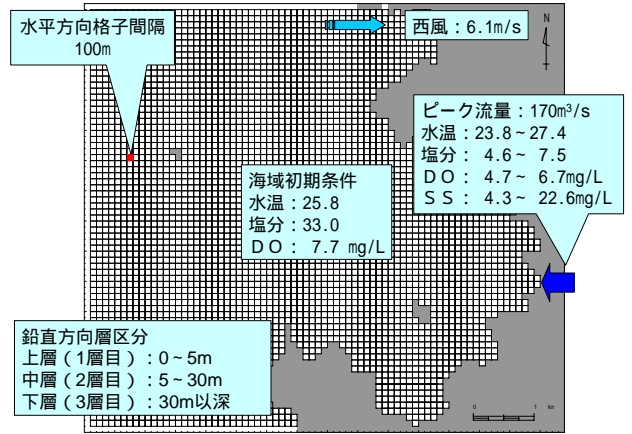 水平方向格子間隔
100m
西風：6.1m/s
N
ピーク流量：170m³/s
水温：23.8～27.4
塩分： 4.6～ 7.5
ＤＯ： 4.7～ 6.7mg/L
ＳＳ： 4.3～ 22.6mg/L
海域初期条件
水温：25.8
塩分：33.0
ＤＯ： 7.7 mg/L
鉛直方向層区分
上層（1層目）：0～5m
中層（2層目）：5～30m
下層（3層目）：30m以深
0 1 km